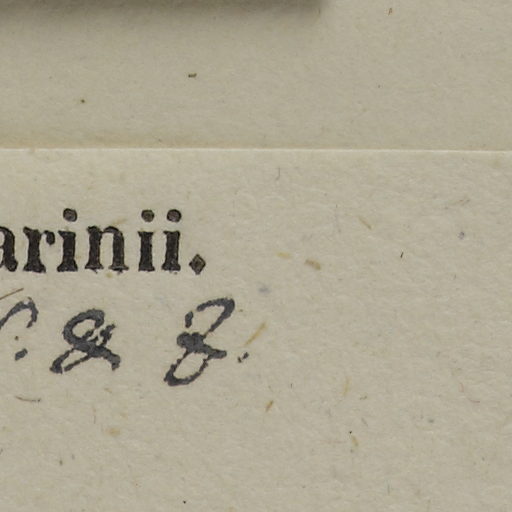 arinii.
S. & Z.